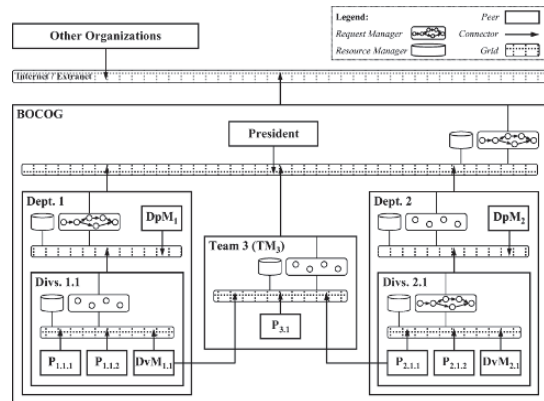 Legend:
Peer
Request Manager
Connector
Resource Manager
Grid
Other Organizations
Internet / Extranet
BOCOG
President
Dept. 1
DpM1
Divs. 1.1
P1.1.1
P1.1.2
DvM1.1
Team 3 (TM3)
P3.1
Dept. 2
DpM2
Divs. 2.1
P2.1.1
P2.1.2
DvM2.1